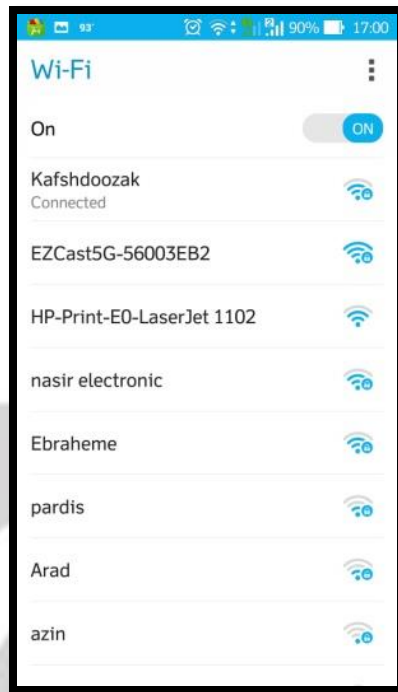 93° 90% 17:00
Wi-Fi
On ON
Kafshdoozak
Connected
EZCast5G-56003EB2
HP-Print-E0-LaserJet 1102
nasir electronic
Ebraheme
pardis
Arad
azin